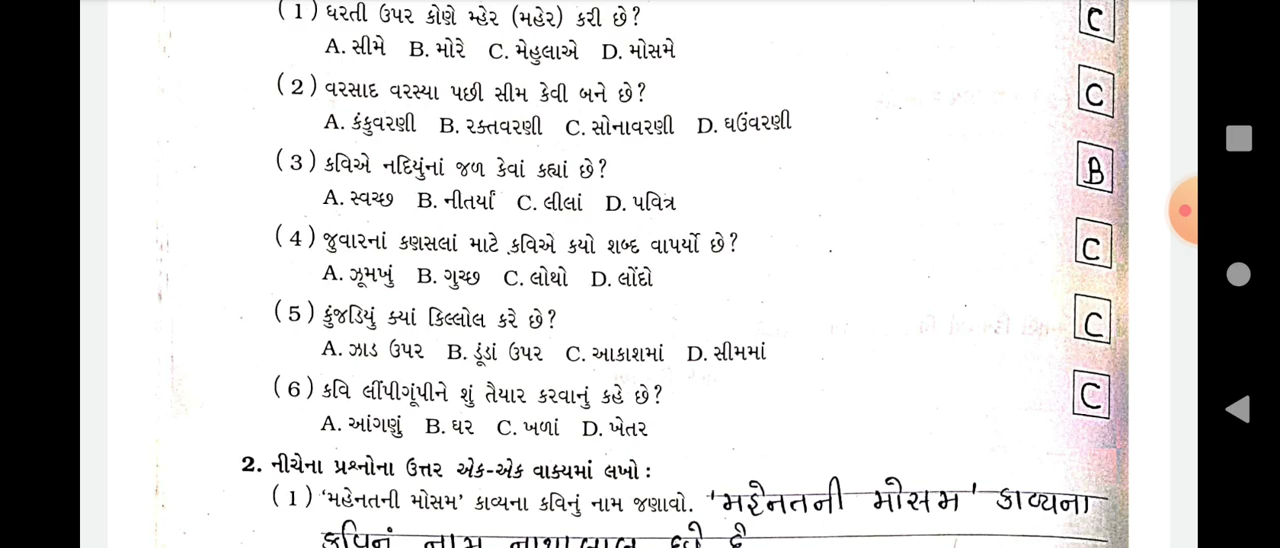 (1) ધરતી ઉપર કોણે મ્હેર (મહેર) કરી છે? C
A. સીમે B. મોરે C. મેહુલાએ D. મોસમે
(2) વરસાદ વરસ્યા પછી સીમ કેવી બને છે? C
A. કંકુવરણી B. રક્તવરણી C. સોનાવરણી D. ઘઉંવરણી
(3) કવિએ નદિયુંનાં જળ કેવાં કહ્યાં છે? B
A. સ્વચ્છ B. નીતર્યાં C. લીલાં D. પવિત્ર
(4) જુવારનાં કણસલાં માટે કવિએ કયો શબ્દ વાપર્યો છે? C
A. ઝૂમખું B. ગુચ્છ C. લોથો D. લોંદો
(5) કુંજડિયું ક્યાં કિલ્લોલ કરે છે? C
A. ઝાડ ઉપર B. ડૂંડાં ઉપર C. આકાશમાં D. સીમમાં
(6) કવિ લીંપીગૂંપીને શું તૈયાર કરવાનું કહે છે? C
A. આંગણું B. ઘર C. ખળાં D. ખેતર
2. નીચેના પ્રશ્નોના ઉત્તર એક-એક વાક્યમાં લખો :
(1) 'મહેનતની મોસમ' કાવ્યના કવિનું નામ જણાવો. 'મહેનતની મોસમ' કાવ્યના
કવિનું નામ